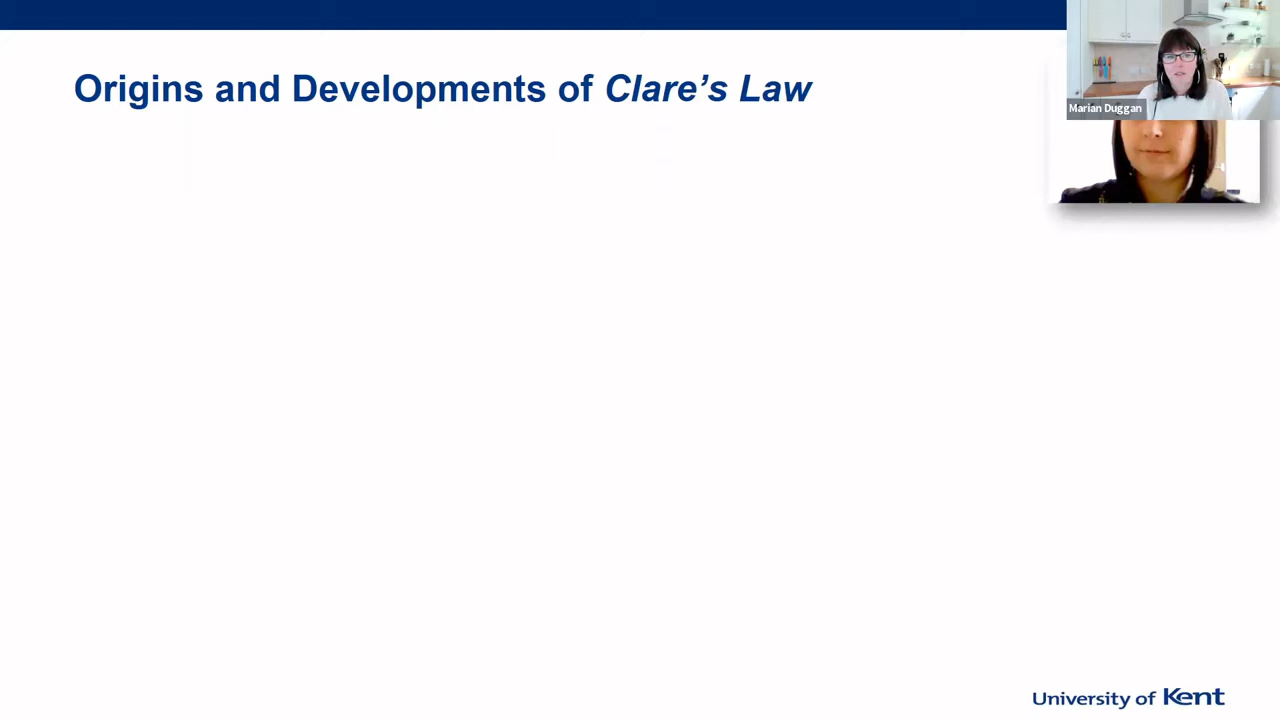 Origins and Developments of Clare's Law
Marian Duggan
University of Kent